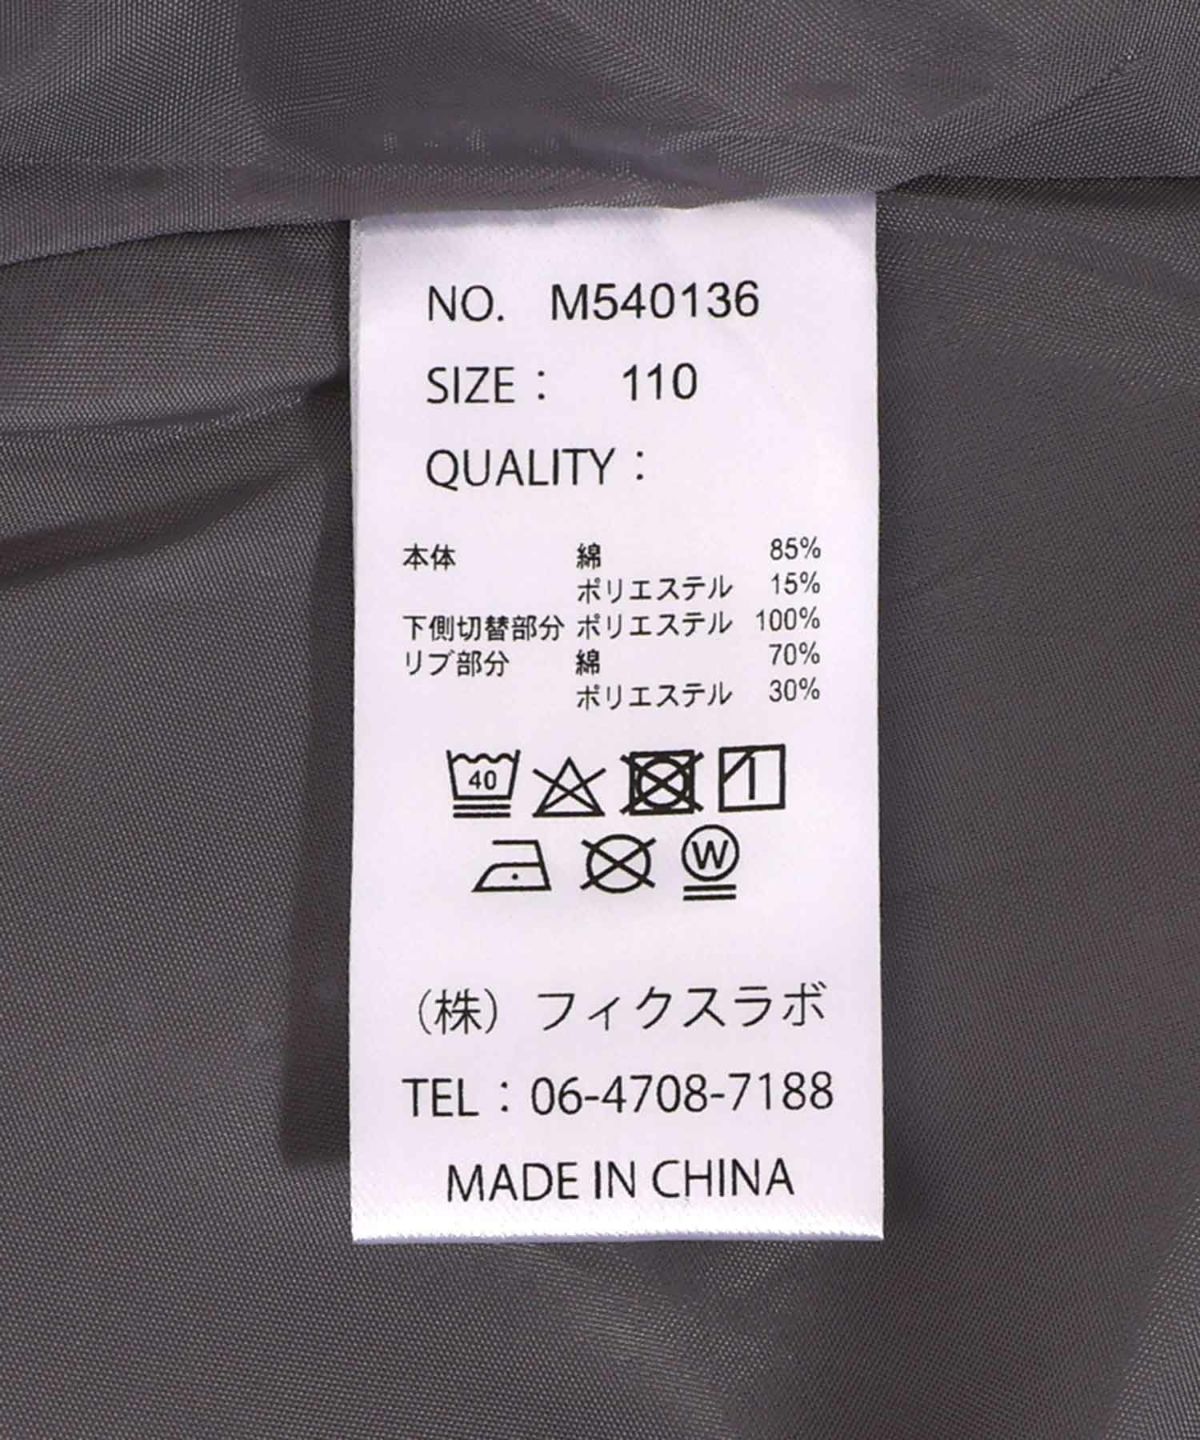 NO. M540136
SIZE： 110
QUALITY：
本体 綿 85%
ポリエステル 15%
下側切替部分 ポリエステル 100%
リブ部分 綿 70%
ポリエステル 30%
40
W
（株）フィクスラボ
TEL：06-4708-7188
MADE IN CHINA